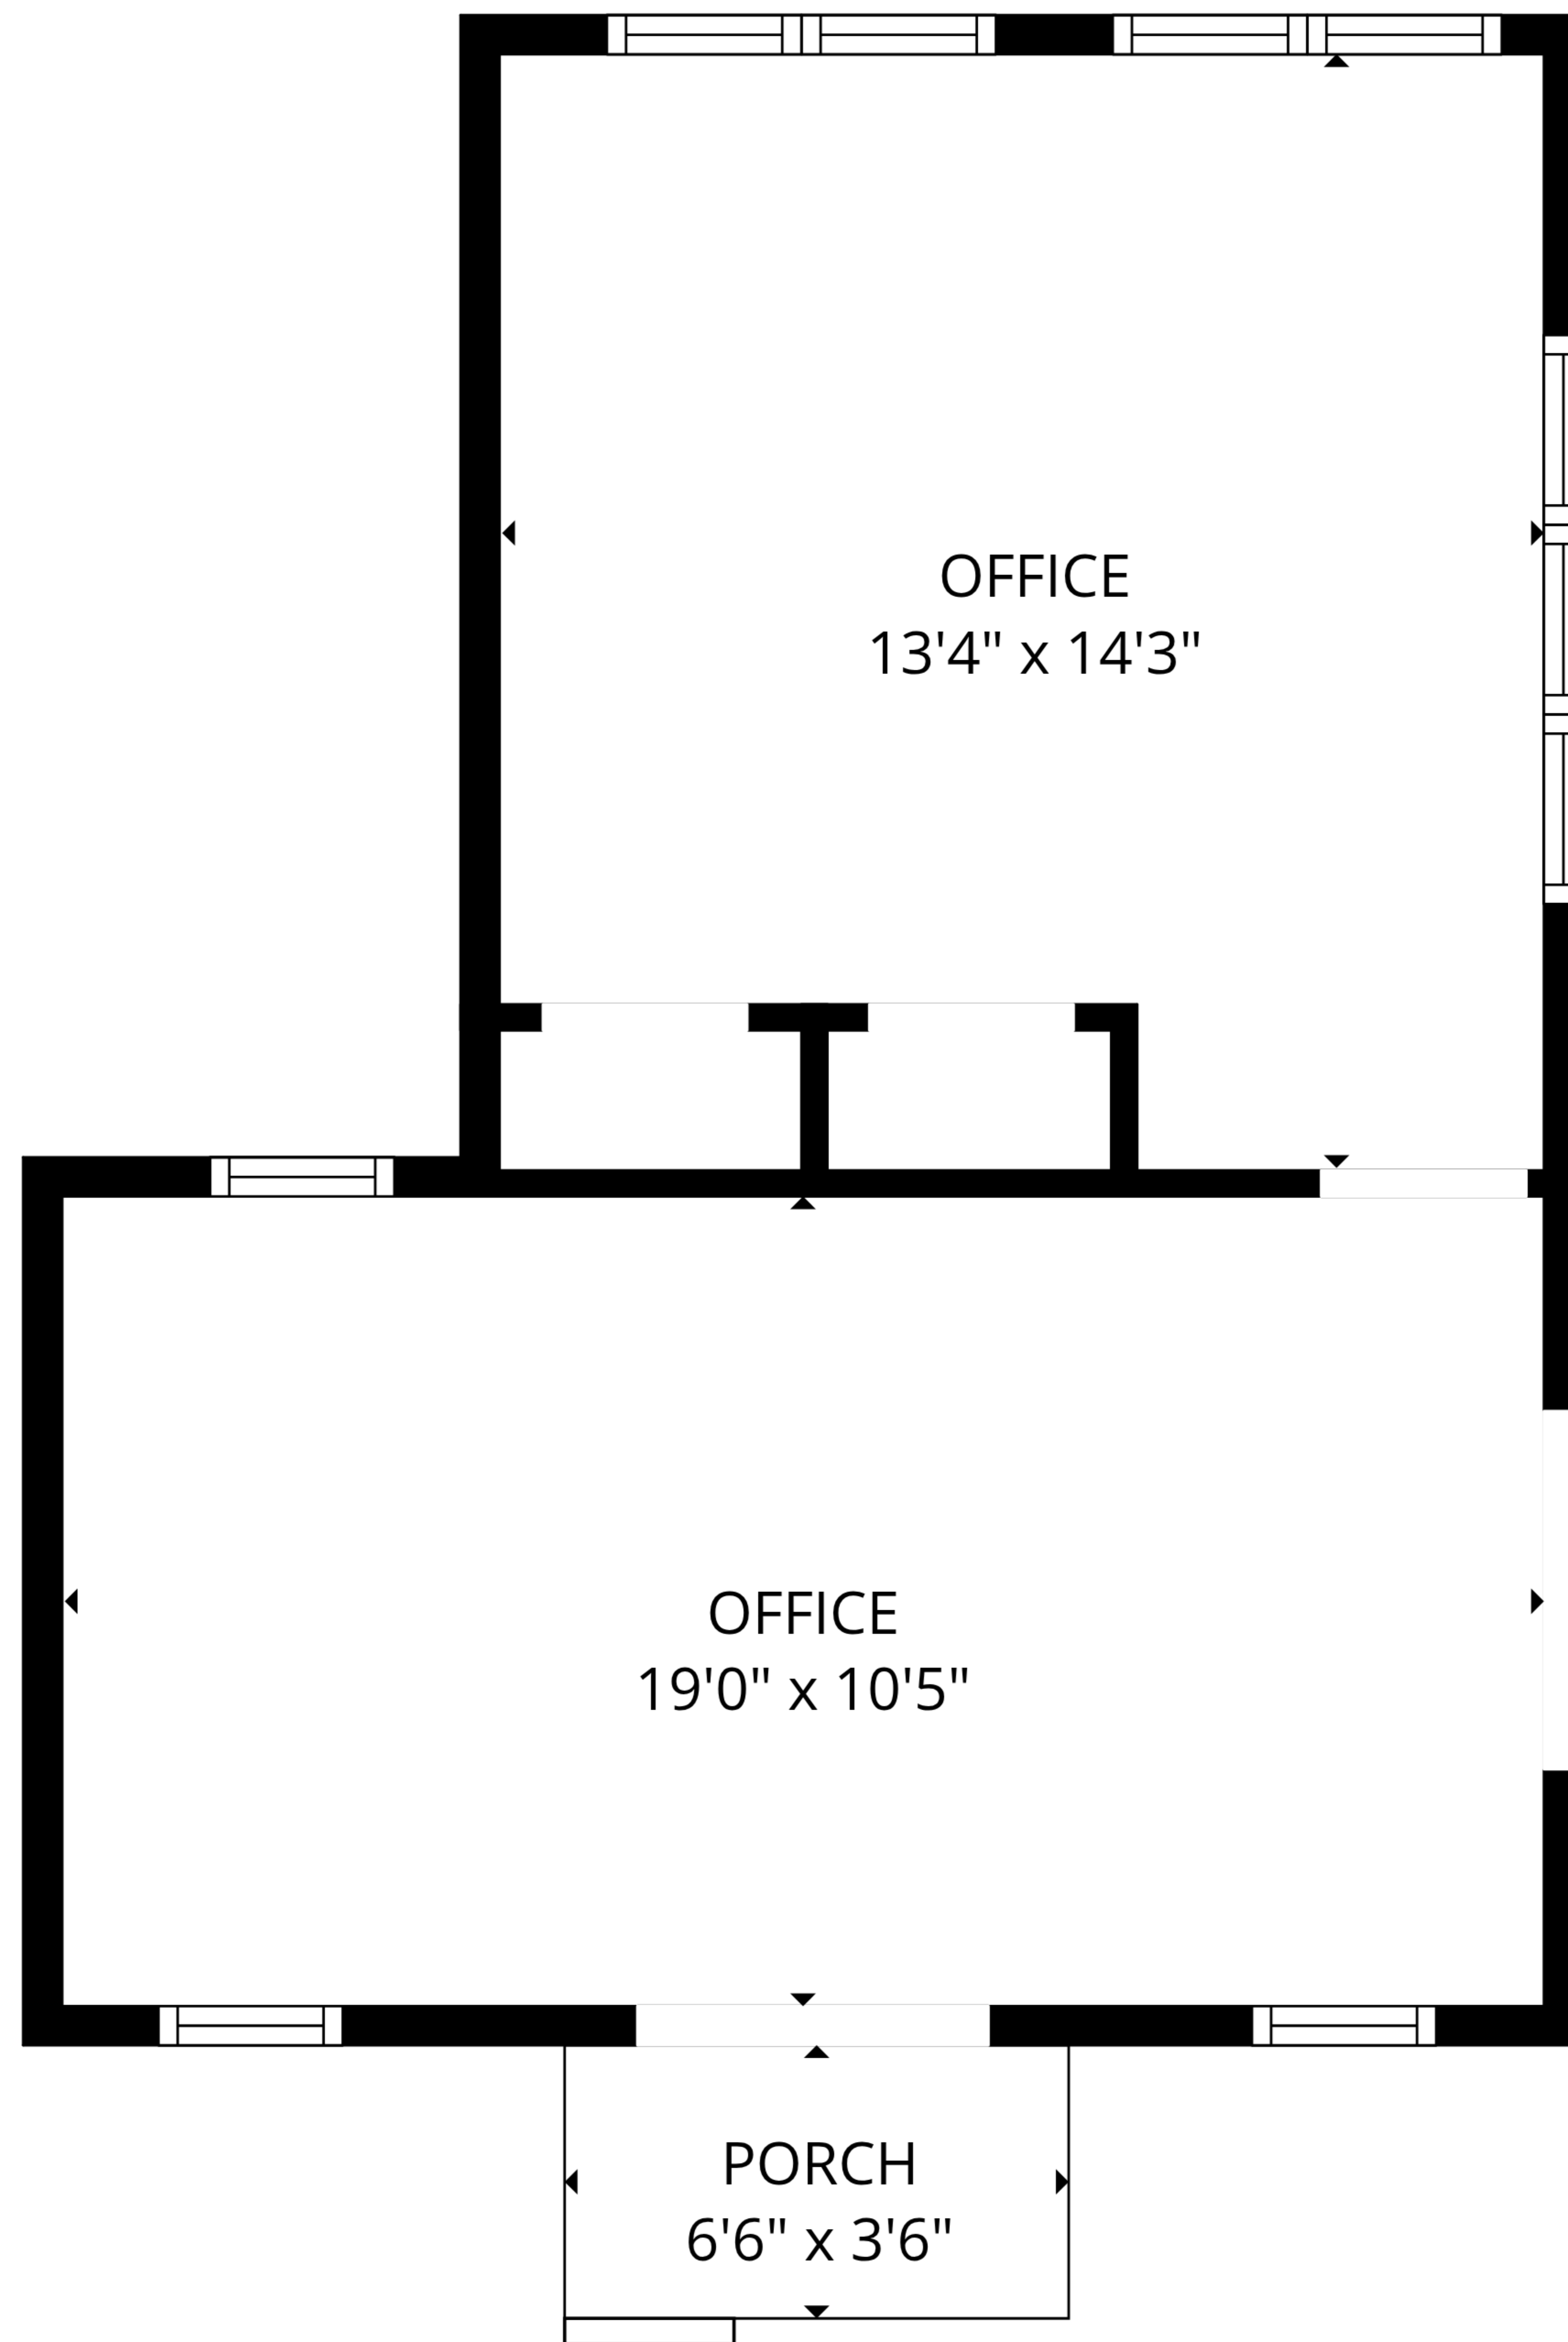 OFFICE
13'4" x 14'3"
OFFICE
19'0" x 10'5"
PORCH
6'6" x 3'6"